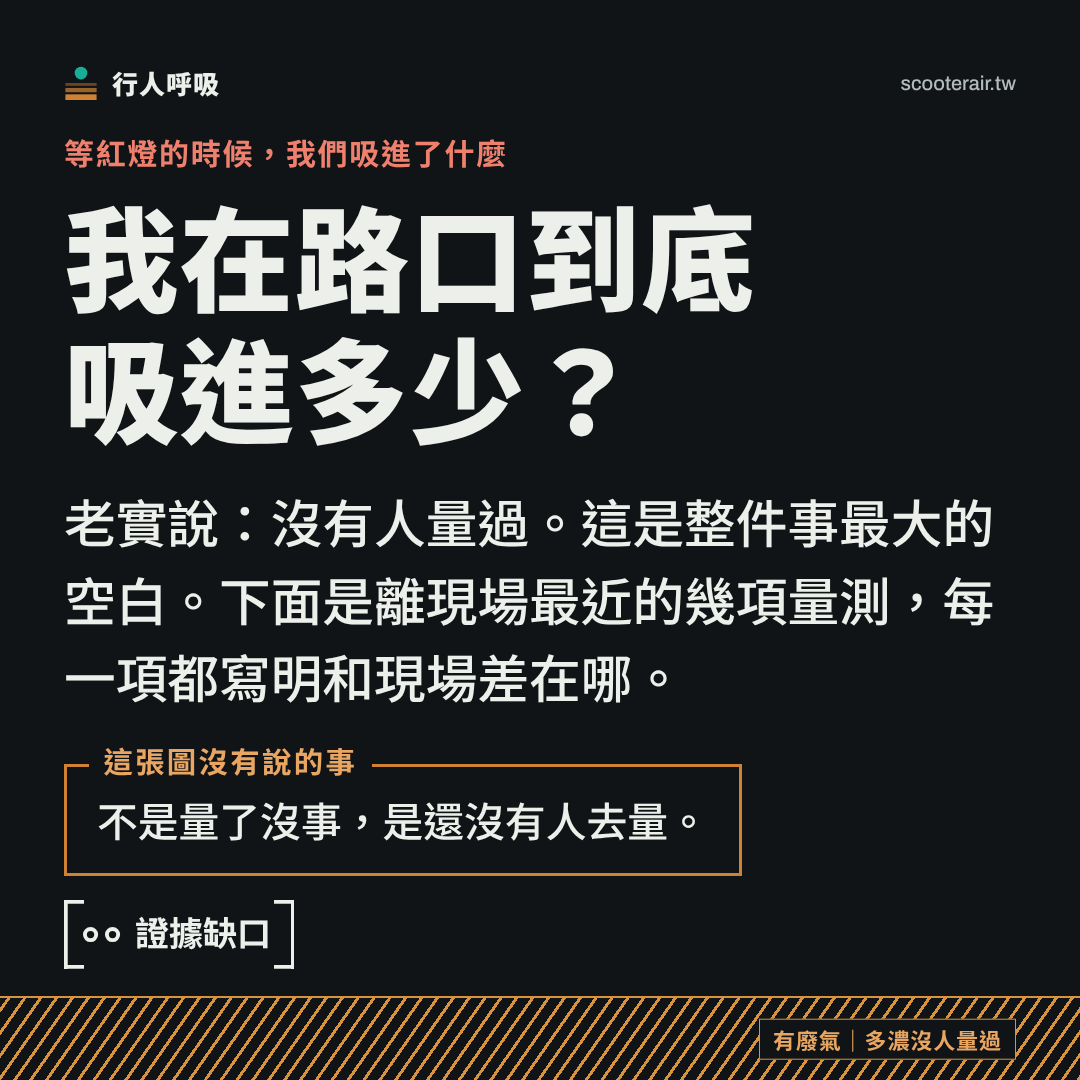 行人呼吸
scooterair.tw
等紅燈的時候，我們吸進了什麼
我在路口到底
吸進多少？
老實說：沒有人量過。這是整件事最大的
空白。下面是離現場最近的幾項量測，每
一項都寫明和現場差在哪。
這張圖沒有說的事
不是量了沒事，是還沒有人去量。
證據缺口
有廢氣｜多濃沒人量過